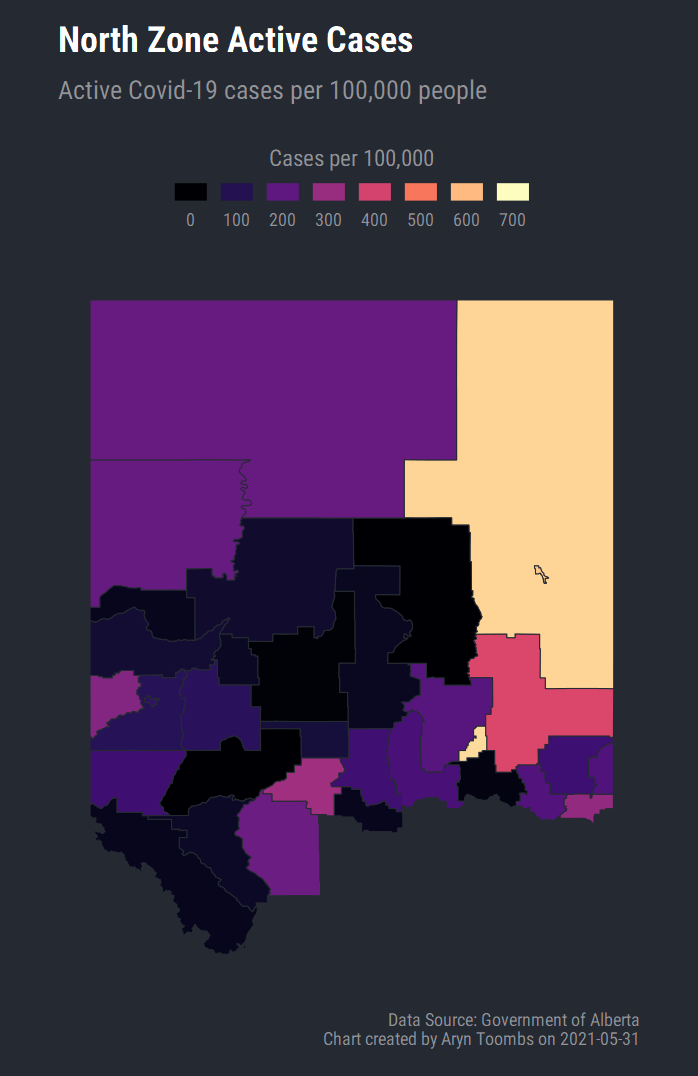 North Zone Active Cases
Active Covid-19 cases per 100,000 people
Cases per 100,000
0 100 200 300 400 500 600 700
Data Source: Government of Alberta
Chart created by Aryn Toombs on 2021-05-31